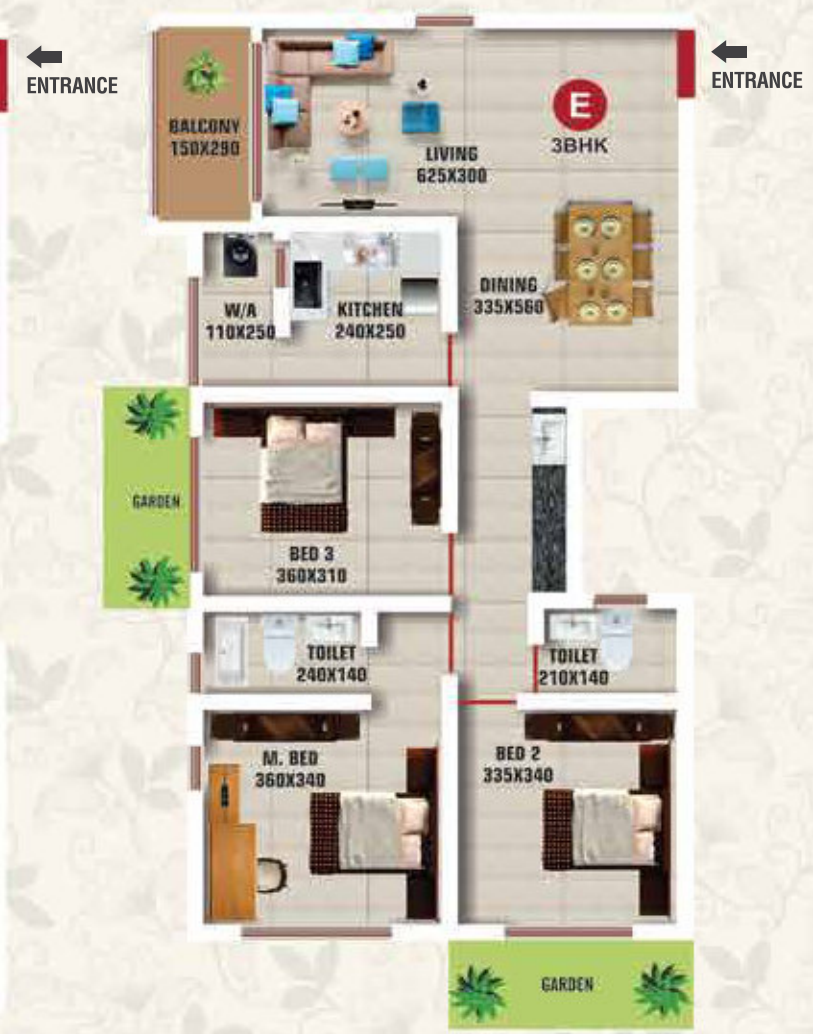 ENTRANCE
ENTRANCE
BALCONY
150X290
E
3BHK
LIVING
625X300
DINING
335X560
W/A
110X250
KITCHEN
240X250
GARDEN
BED 3
360X310
TOILET
240X140
TOILET
210X140
M. BED
360X340
BED 2
335X340
GARDEN